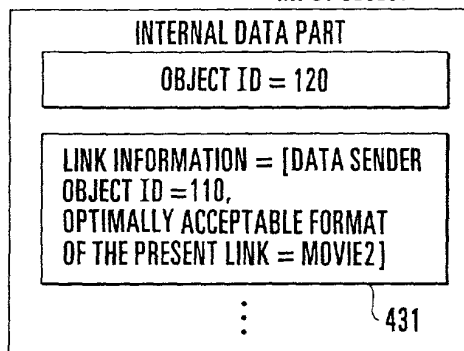 INTERNAL DATA PART
OBJECT ID = 120
LINK INFORMATION = [DATA SENDER
OBJECT ID =110,
OPTIMALLY ACCEPTABLE FORMAT
OF THE PRESENT LINK = MOVIE2]
431